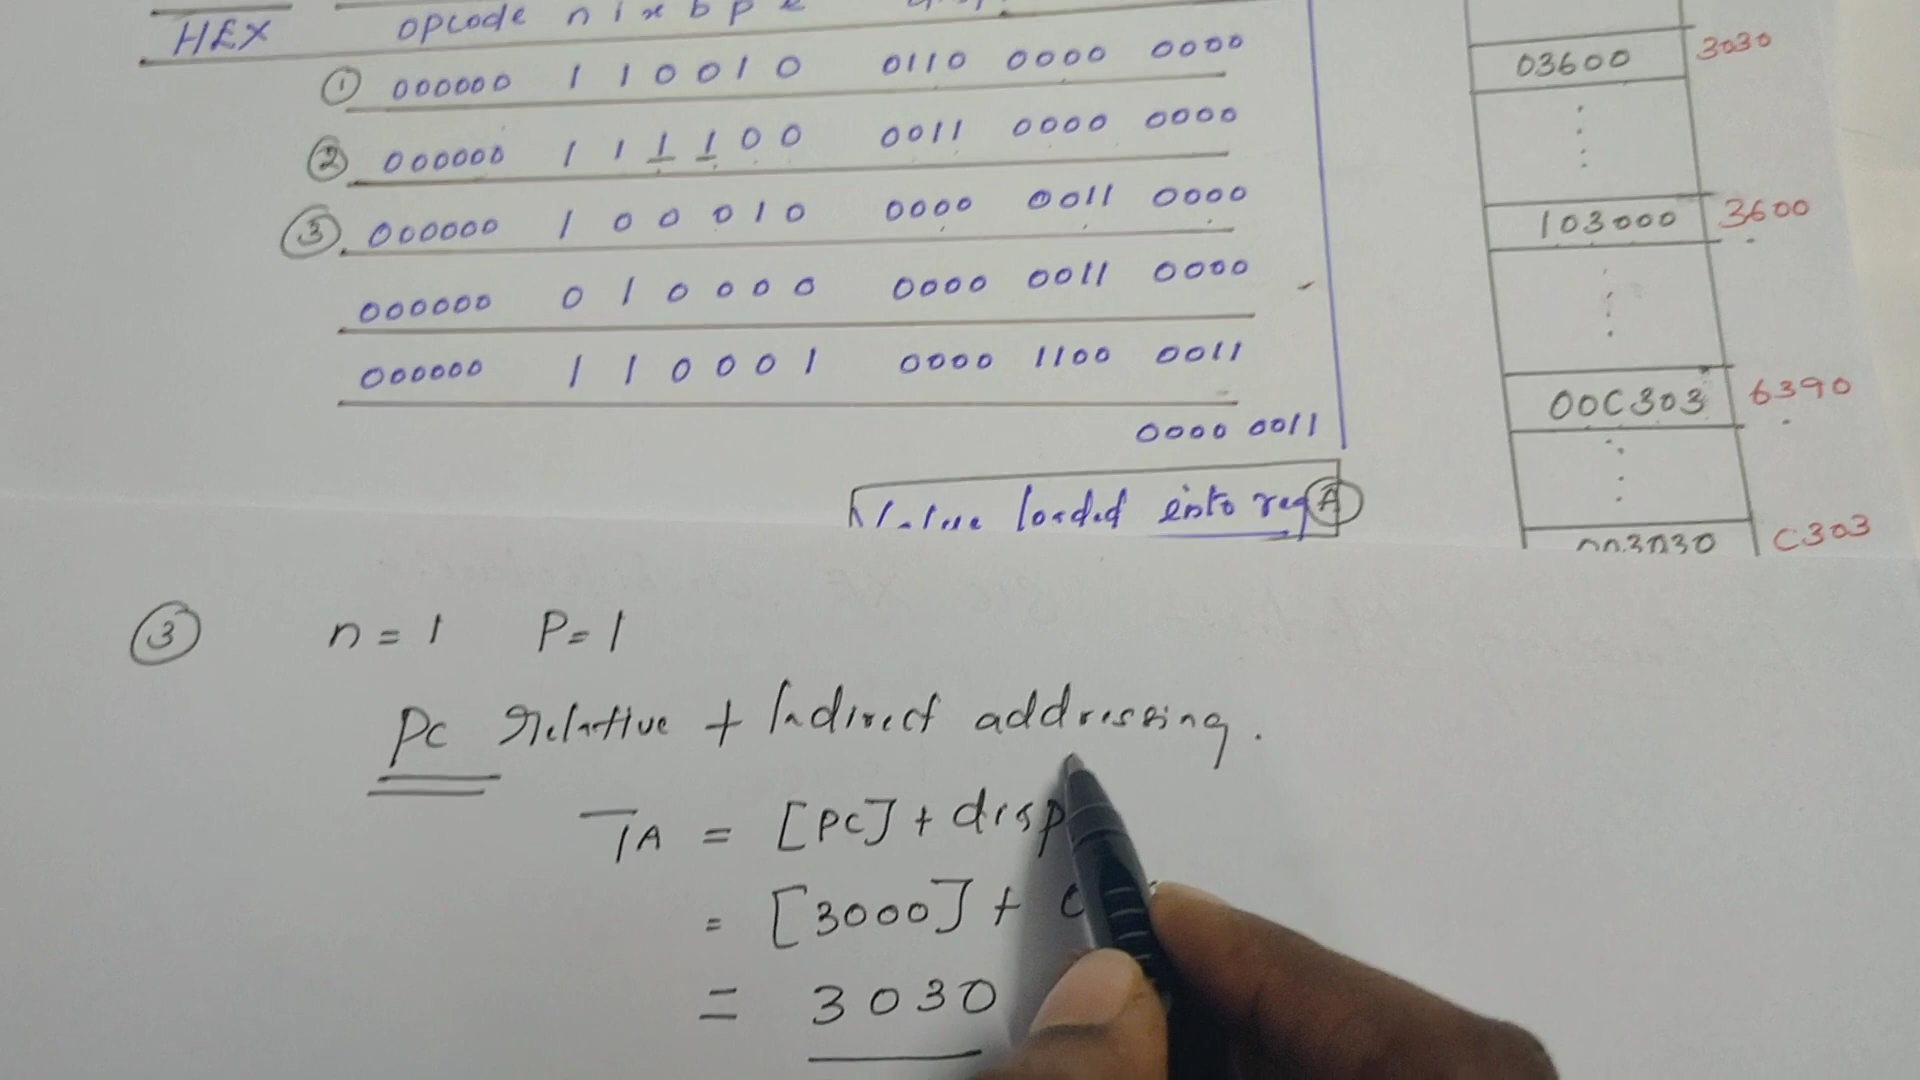 HEX opcode n i x b p e
① 000000 1 1 0 0 1 0 0110 0000 0000
② 000000 1 1 1 1 0 0 0011 0000 0000
③ 000000 1 0 0 0 1 0 0000 0011 0000
000000 0 1 0 0 0 0 0000 0011 0000
000000 1 1 0 0 0 1 0000 1100 0011
0000 0011
Value loaded into reg A
03600 3030
103000 3600
00C303 6390
003030 C303
③ n = 1 P = 1
PC relative + Indirect addressing.
TA = [PC] + disp
= [3000] +
= 3030